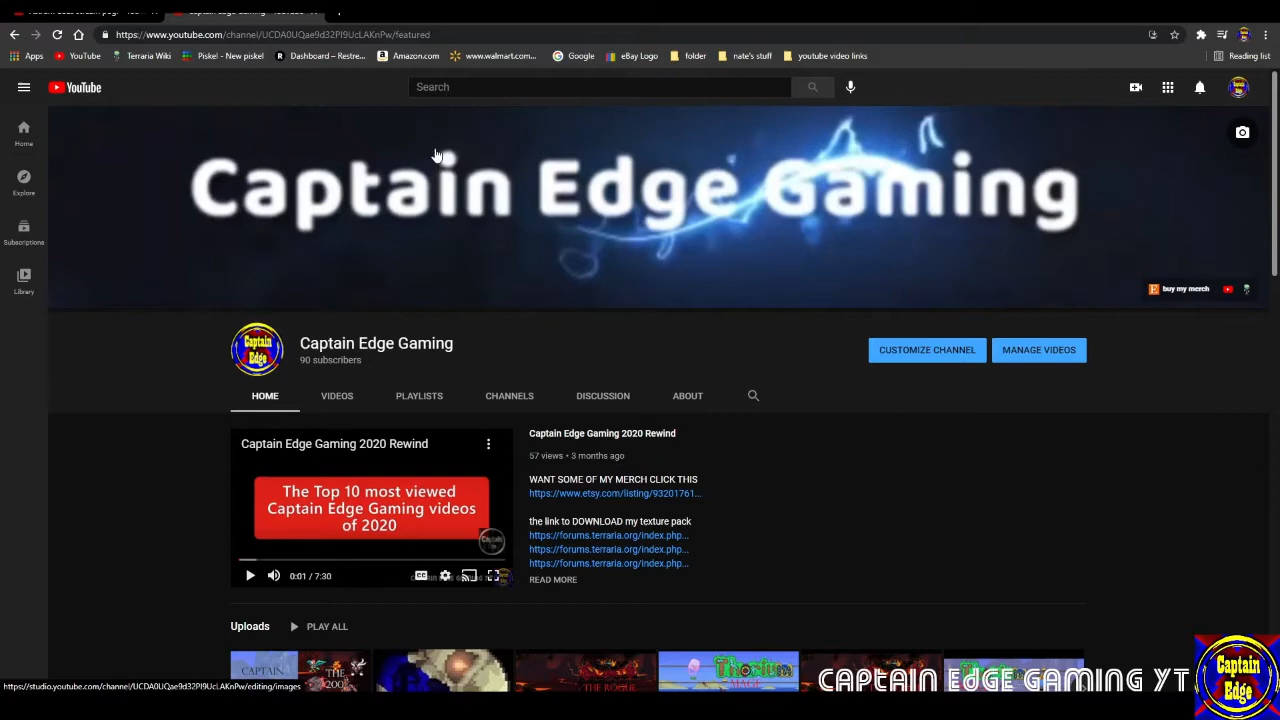 https://www.youtube.com/channel/UCDA0UQae9d32PI9UcLAKnPw/featured
Apps YouTube Terraria Wiki Piskel - New piskel Dashboard – Restre... Amazon.com www.walmart.com... Google eBay Logo folder nate's stuff youtube video links Reading list
YouTube
Search
Home
Explore
Subscriptions
Library
Captain Edge Gaming
buy my merch
Captain Edge
Captain Edge Gaming
90 subscribers
CUSTOMIZE CHANNEL
MANAGE VIDEOS
HOME VIDEOS PLAYLISTS CHANNELS DISCUSSION ABOUT
Captain Edge Gaming 2020 Rewind
The Top 10 most viewed
Captain Edge Gaming videos
of 2020
0:01 / 7:30
Captain Edge Gaming 2020 Rewind
57 views • 3 months ago
WANT SOME OF MY MERCH CLICK THIS
https://www.etsy.com/listing/93201761...
the link to DOWNLOAD my texture pack
https://forums.terraria.org/index.php...
https://forums.terraria.org/index.php...
https://forums.terraria.org/index.php...
READ MORE
Uploads PLAY ALL
CAPTAIN
THE
THE ROGUE
Thorium
MAGE
https://studio.youtube.com/channel/UCDA0UQae9d32PI9UcLAKnPw/editing/images
CAPTAIN EDGE GAMING YT
Captain
Edge